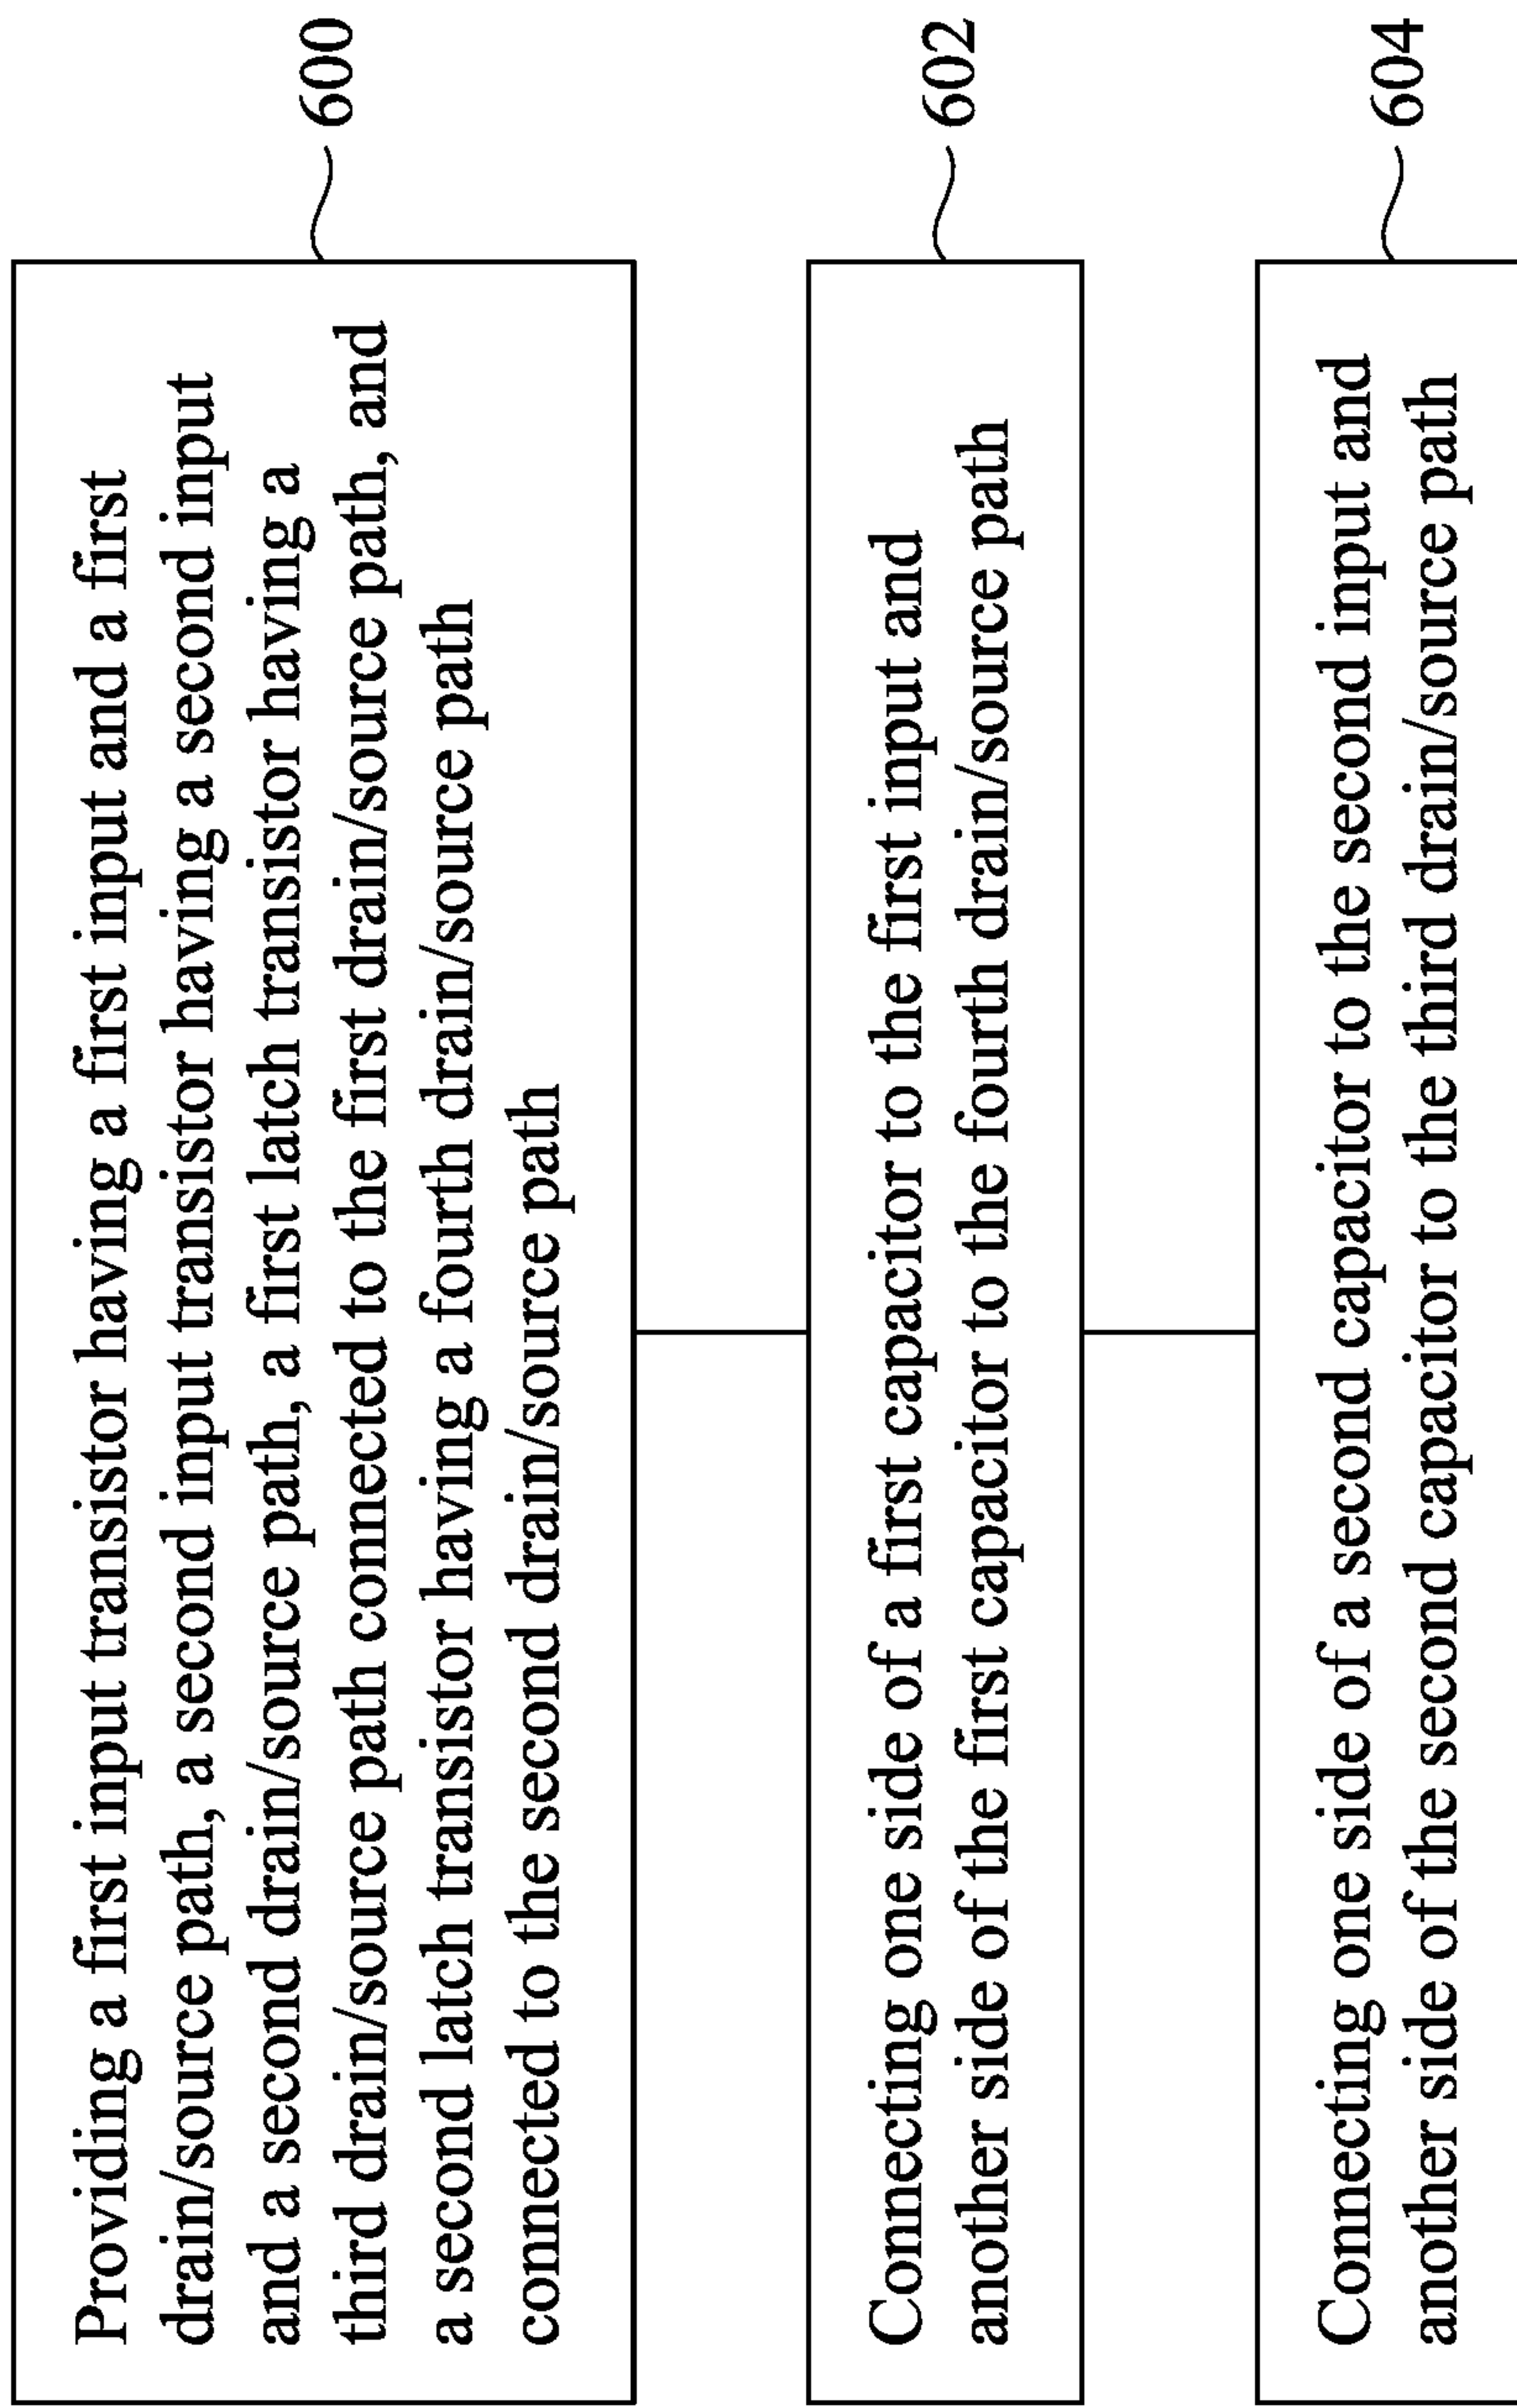 Providing a first input transistor having a first input and a first
drain/source path, a second input transistor having a second input
and a second drain/source path, a first latch transistor having a
third drain/source path connected to the first drain/source path, and
a second latch transistor having a fourth drain/source path
connected to the second drain/source path
600
Connecting one side of a first capacitor to the first input and
another side of the first capacitor to the fourth drain/source path
602
Connecting one side of a second capacitor to the second input and
another side of the second capacitor to the third drain/source path
604